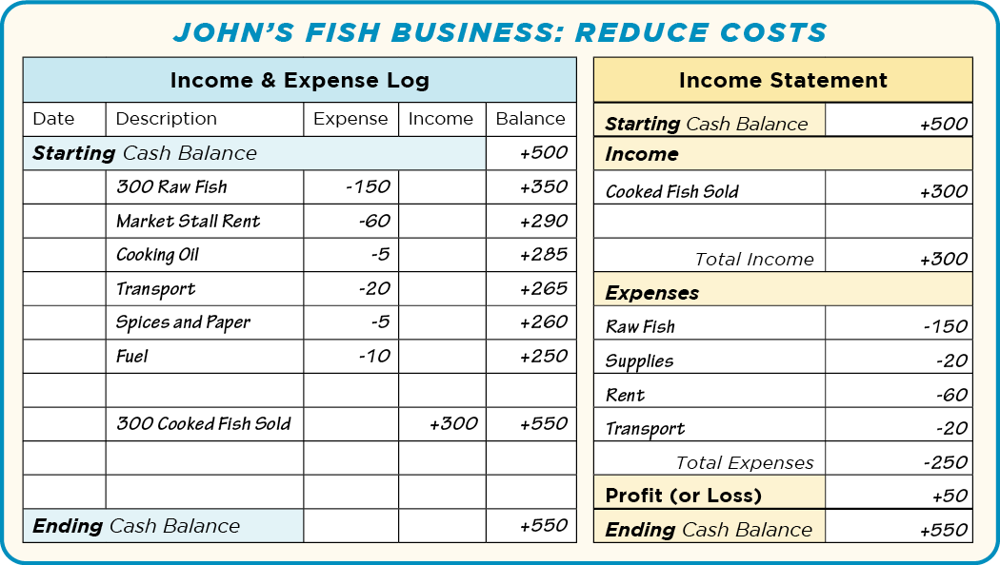 JOHN'S FISH BUSINESS: REDUCE COSTS
Income & Expense Log
Date Description Expense Income Balance
Starting Cash Balance +500
300 Raw Fish -150 +350
Market Stall Rent -60 +290
Cooking Oil -5 +285
Transport -20 +265
Spices and Paper -5 +260
Fuel -10 +250
300 Cooked Fish Sold +300 +550
Ending Cash Balance +550
Income Statement
Starting Cash Balance +500
Income
Cooked Fish Sold +300
Total Income +300
Expenses
Raw Fish -150
Supplies -20
Rent -60
Transport -20
Total Expenses -250
Profit (or Loss) +50
Ending Cash Balance +550